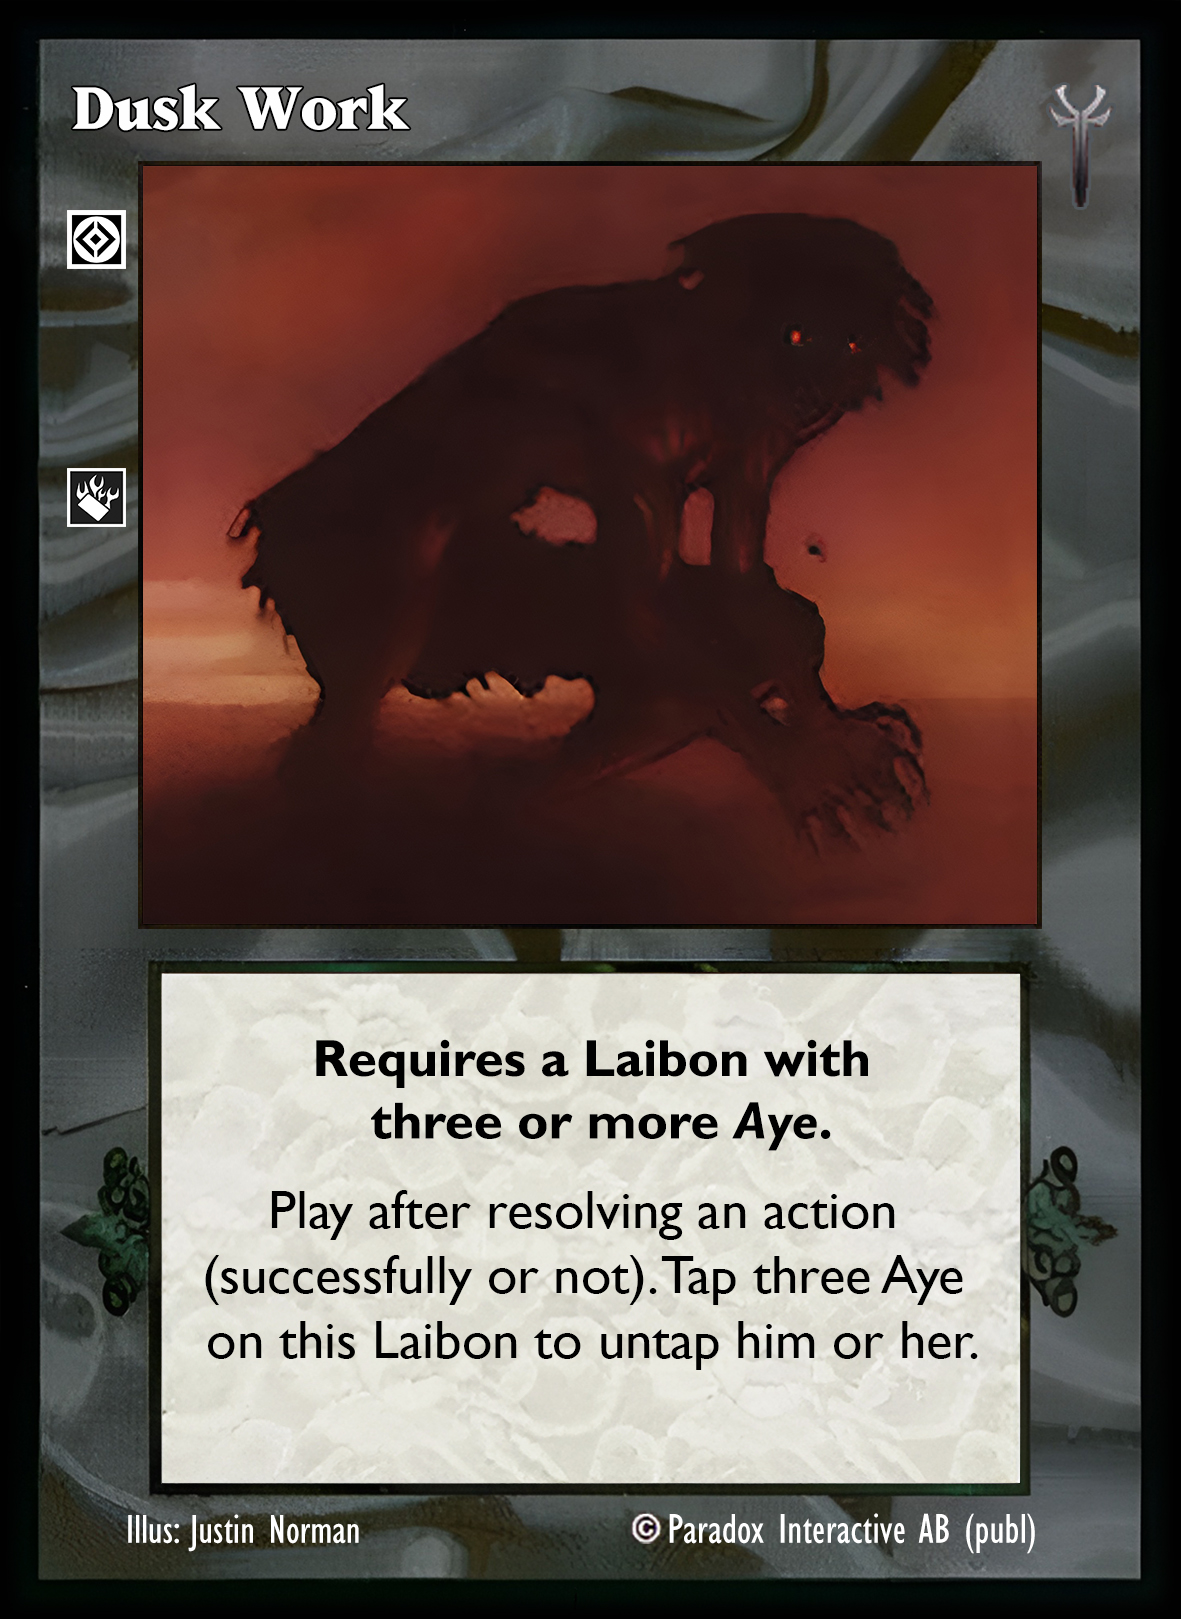 Dusk Work
Requires a Laibon with
three or more Aye.
Play after resolving an action
(successfully or not). Tap three Aye
on this Laibon to untap him or her.
Illus: Justin Norman
© Paradox Interactive AB (publ)